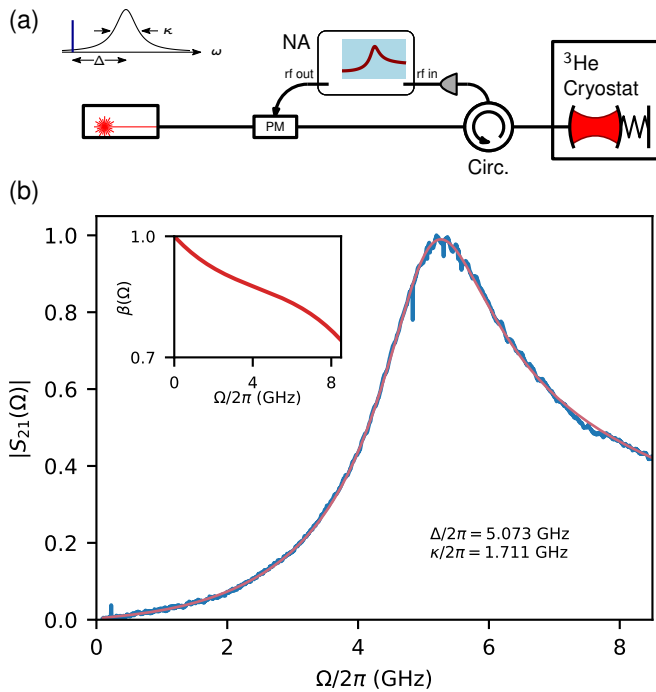 (a)
κ
ω
Δ
NA
rf out
rf in
PM
Circ.
³He
Cryostat
(b)
1.0
0.7
β(Ω)
0
4
8
Ω/2π (GHz)
1.0
0.8
0.6
0.4
0.2
0.0
|S₂₁(Ω)|
Δ/2π = 5.073 GHz
κ/2π = 1.711 GHz
0
2
4
6
8
Ω/2π (GHz)